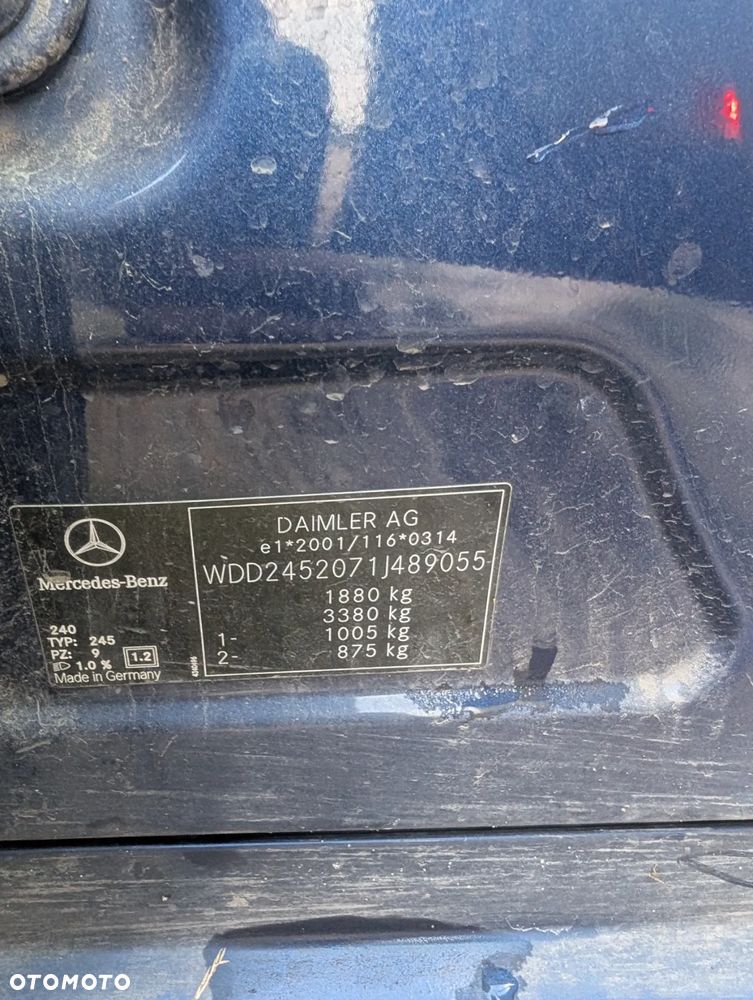 DAIMLER AG
e1*2001/116*0314
WDD2452071J489055
1880 kg
3380 kg
1- 1005 kg
2- 875 kg
Mercedes-Benz
240
TYP: 245
PZ: 9
1.0 % 1.2
Made in Germany
OTOMOTO